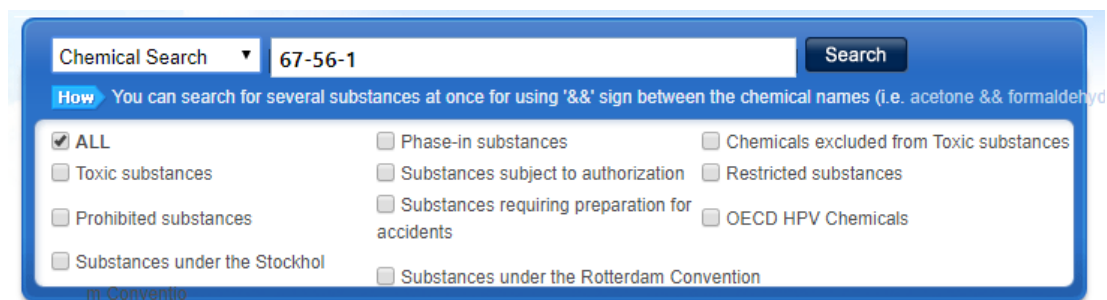 Chemical Search 67-56-1 Search
How You can search for several substances at once for using '&&' sign between the chemical names (i.e. acetone && formaldehyd
ALL Phase-in substances Chemicals excluded from Toxic substances
Toxic substances Substances subject to authorization Restricted substances
Prohibited substances Substances requiring preparation for
accidents OECD HPV Chemicals
Substances under the Stockhol
m Conventio Substances under the Rotterdam Convention